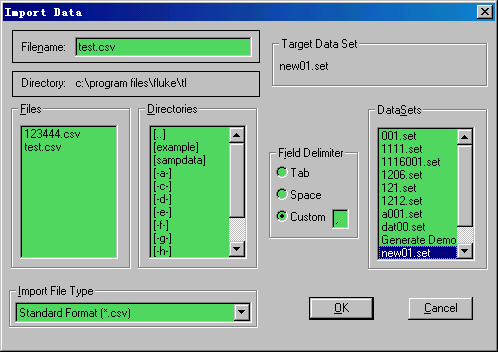 Import Data
Filename: test.csv
Directory: c:\program files\fluke\tl
Target Data Set
new01.set
Files
123444.csv
test.csv
Directories
[..]
[example]
[sampdata]
[-a-]
[-c-]
[-d-]
[-e-]
[-f-]
[-g-]
[-h-]
Field Delimiter
Tab
Space
Custom ,
DataSets
001.set
1111.set
1116001.set
1206.set
121.set
1212.set
a001.set
dat00.set
Generate Demo
new01.set
Import File Type
Standard Format (*.csv)
OK
Cancel